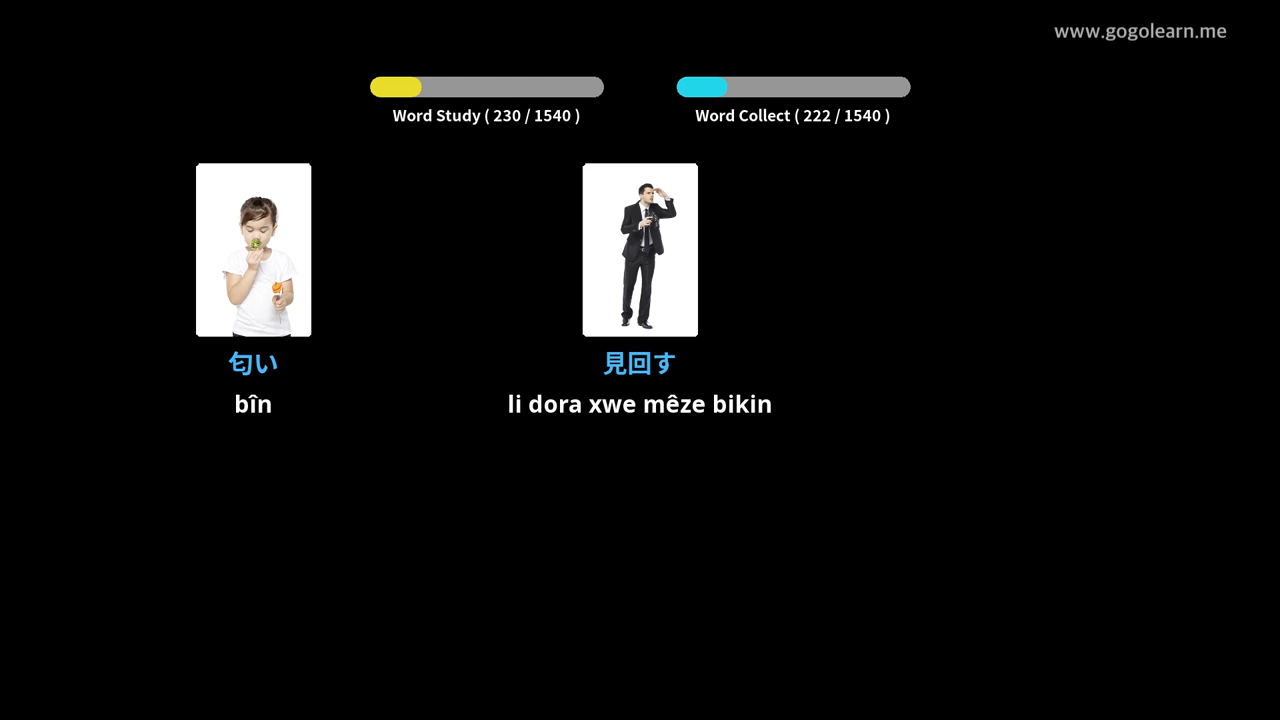 www.gogolearn.me
Word Study ( 230 / 1540 )
Word Collect ( 222 / 1540 )
匂い
見回す
bîn
li dora xwe mêze bikin